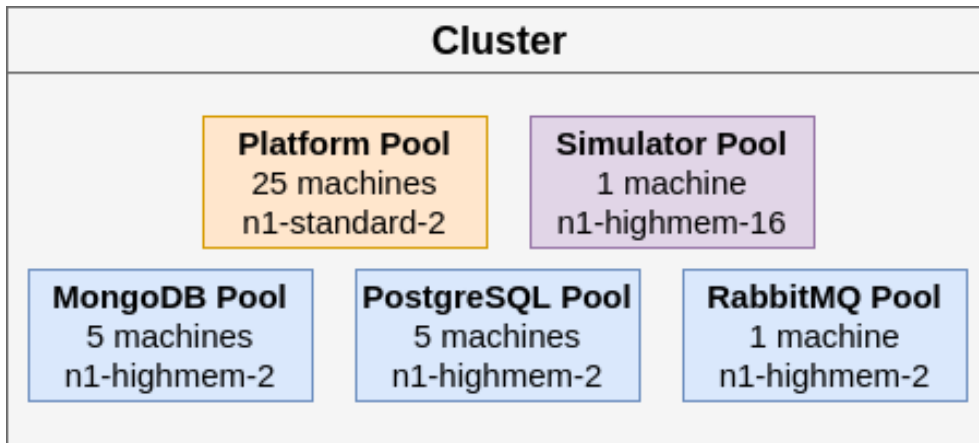 Cluster
Platform Pool
25 machines
n1-standard-2
Simulator Pool
1 machine
n1-highmem-16
MongoDB Pool
5 machines
n1-highmem-2
PostgreSQL Pool
5 machines
n1-highmem-2
RabbitMQ Pool
1 machine
n1-highmem-2